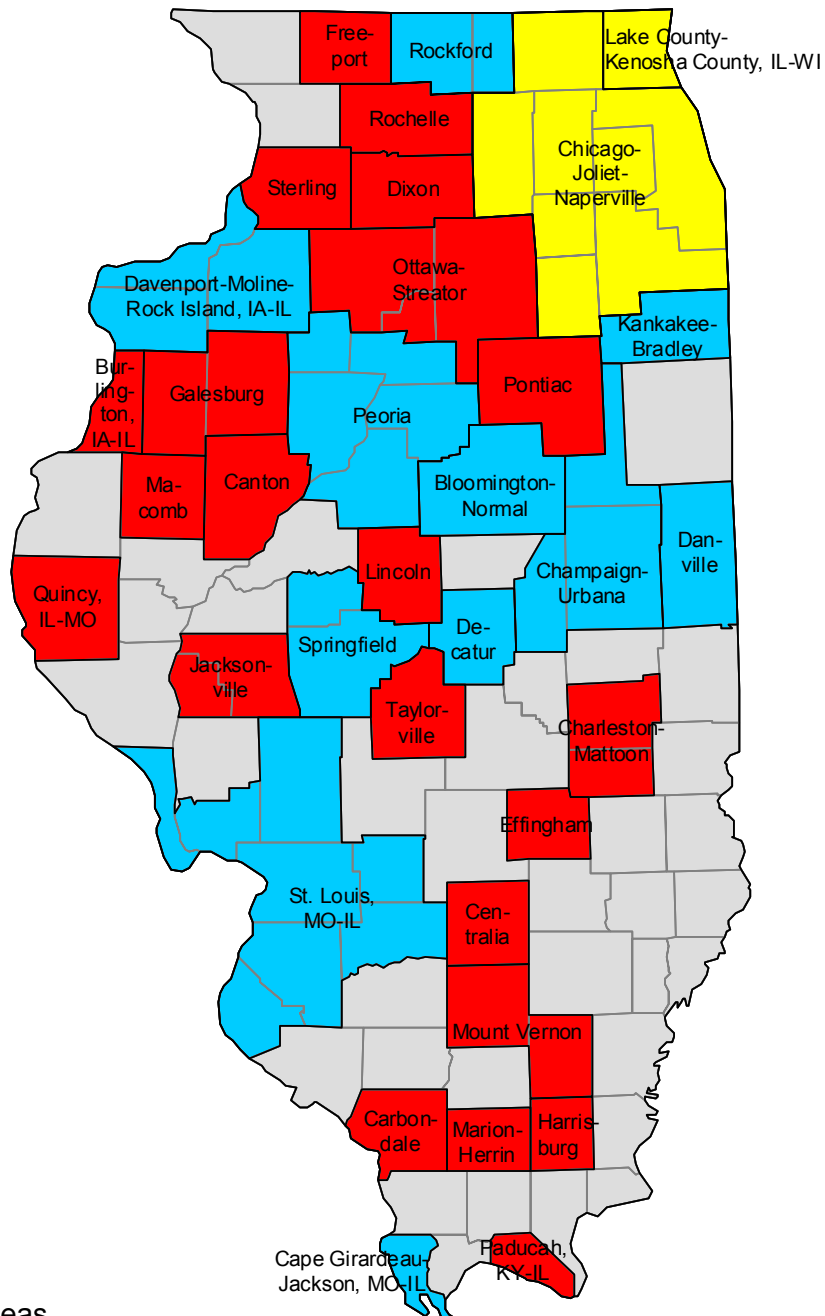 Free-
port
Rockford
Lake County-
Kenosha County, IL-WI
Rochelle
Chicago-
Joliet-
Naperville
Sterling
Dixon
Ottawa-
Streator
Davenport-Moline-
Rock Island, IA-IL
Kankakee-
Bradley
Bur-
ling-
ton,
IA-IL
Galesburg
Pontiac
Peoria
Ma-
comb
Canton
Bloomington-
Normal
Dan-
ville
Lincoln
Champaign-
Urbana
Quincy,
IL-MO
Springfield
De-
catur
Jackson-
ville
Taylor-
ville
Charleston-
Mattoon
Effingham
St. Louis,
MO-IL
Cen-
tralia
Mount Vernon
Carbon-
dale
Marion-
Herrin
Harris-
burg
Cape Girardeau-
Jackson, MO-IL
Paducah,
KY-IL
eas